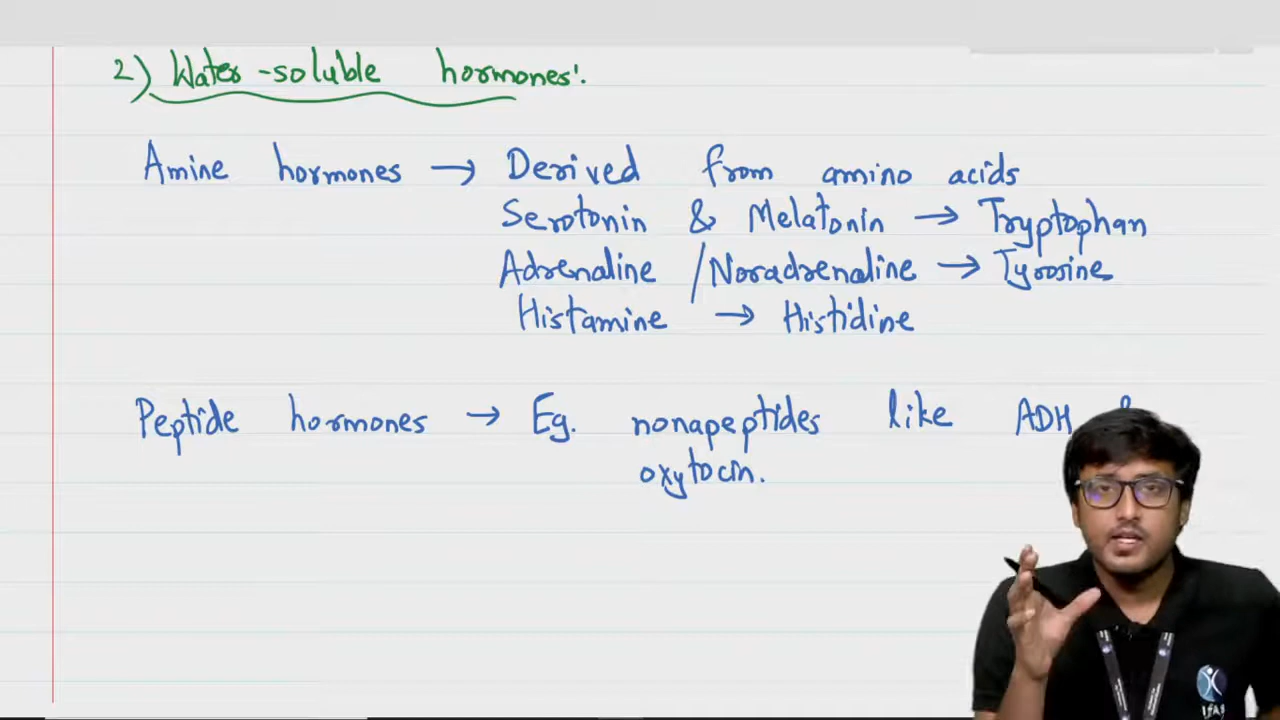 2) Water-soluble hormones:
Amine hormones → Derived from amino acids
Serotonin & Melatonin → Tryptophan
Adrenaline / Noradrenaline → Tyrosine
Histamine → Histidine
Peptide hormones → Eg. nonapeptides like ADH &
oxytocin.
IFAS